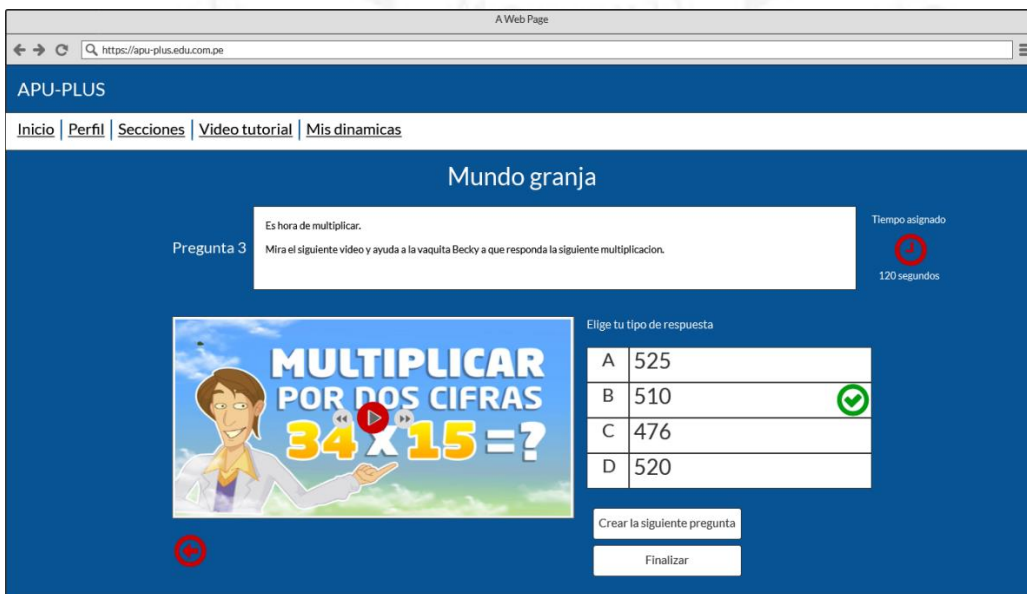 A Web Page
https://apu-plus.edu.com.pe
APU-PLUS
Inicio | Perfil | Secciones | Video tutorial | Mis dinamicas
Mundo granja
Pregunta 3
Es hora de multiplicar.
Mira el siguiente video y ayuda a la vaquita Becky a que responda la siguiente multiplicacion.
Tiempo asignado
120 segundos
MULTIPLICAR
POR DOS CIFRAS
34 X 15 = ?
Elige tu tipo de respuesta
A 525
B 510
C 476
D 520
Crear la siguiente pregunta
Finalizar